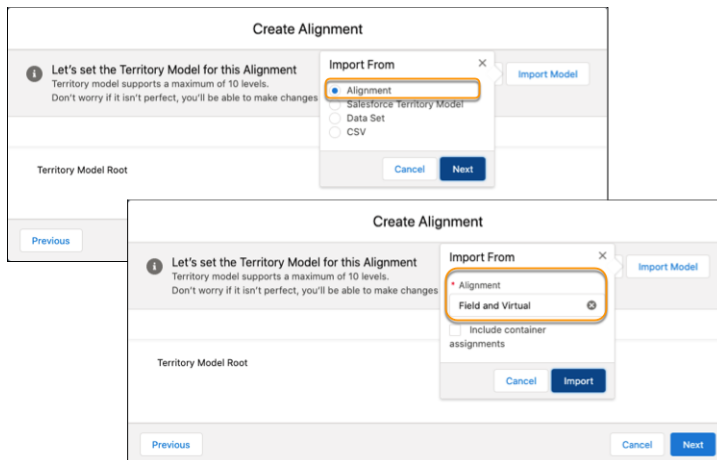 Create Alignment
Let's set the Territory Model for this Alignment
Territory model supports a maximum of 10 levels.
Don't worry if it isn't perfect, you'll be able to make changes
Import From
Alignment
Salesforce Territory Model
Data Set
CSV
Cancel
Next
Import Model
Territory Model Root
Previous
Create Alignment
Let's set the Territory Model for this Alignment
Territory model supports a maximum of 10 levels.
Don't worry if it isn't perfect, you'll be able to make changes
Import From
* Alignment
Field and Virtual
Include container
assignments
Cancel
Import
Import Model
Territory Model Root
Previous
Cancel
Next